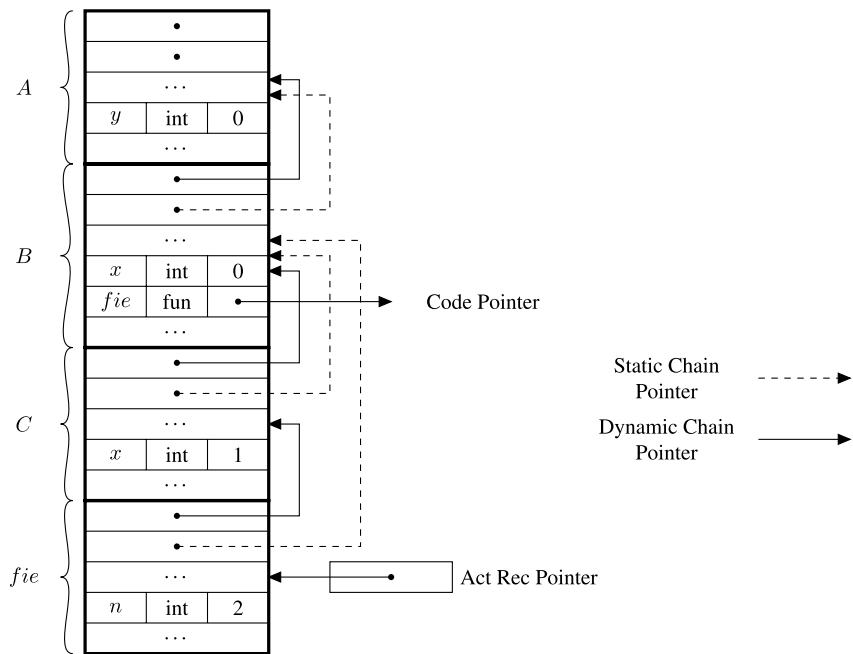 ...
A
y int 0
...
...
B
x int 0
fie fun
Code Pointer
...
...
C
x int 1
...
...
fie
n int 2
...
Act Rec Pointer
Static Chain
Pointer
Dynamic Chain
Pointer